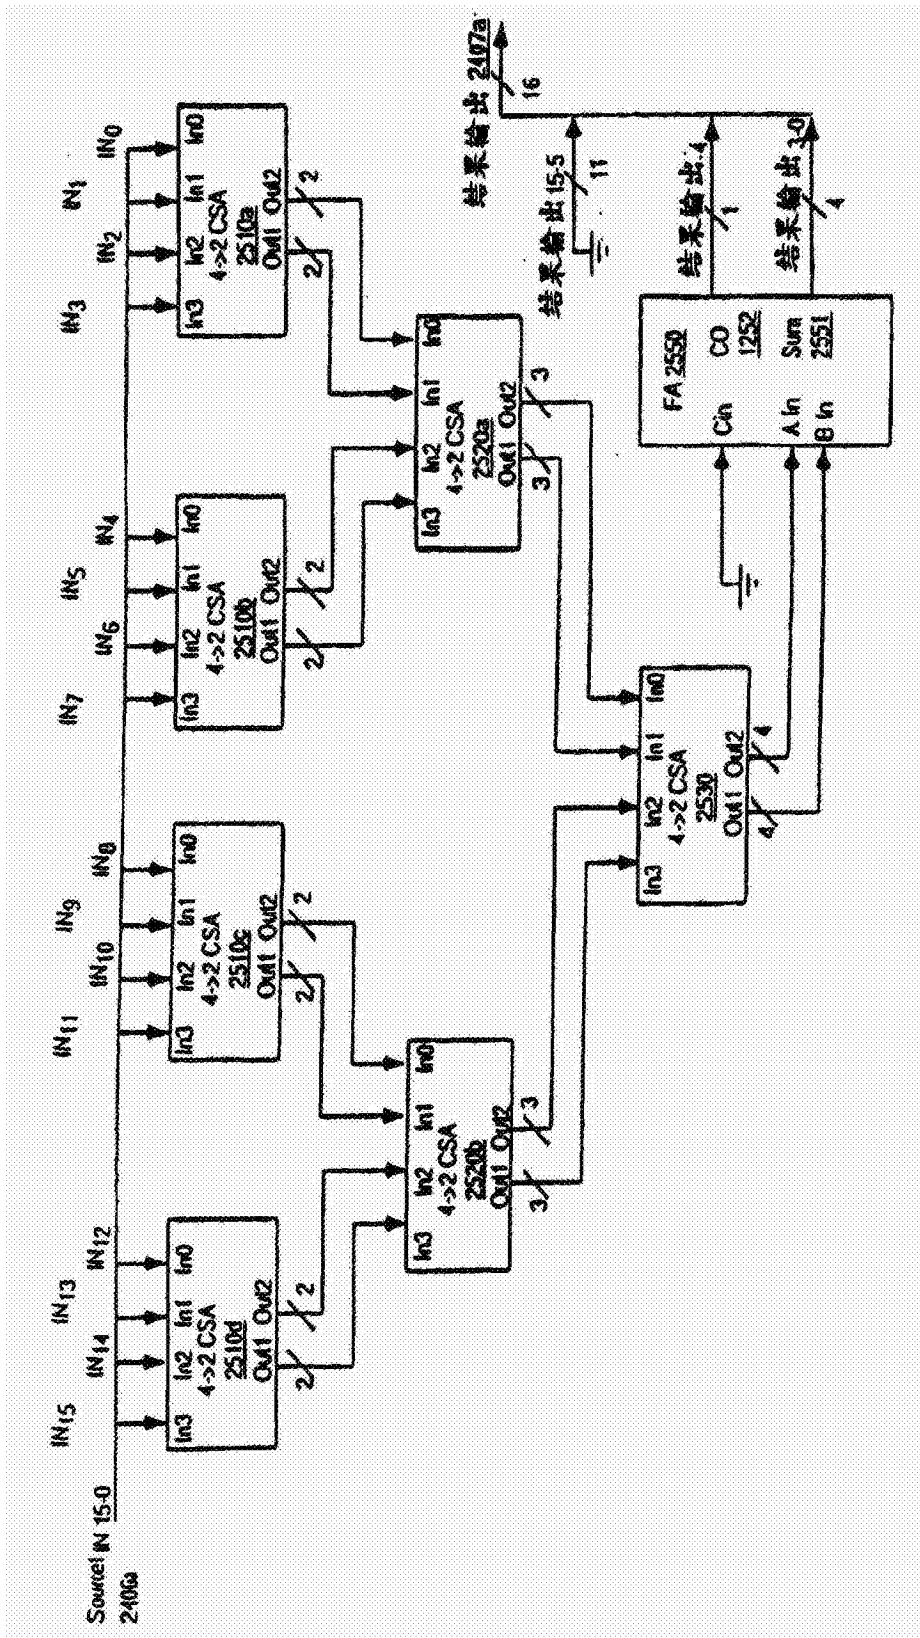 Source1 IN 15-0
2406a
IN15
IN14
IN13
IN12
IN11
IN10
IN9
IN8
IN7
IN6
IN5
IN4
IN3
IN2
IN1
IN0
In3 In2 In1 In0
4->2 CSA
2510d
Out1 Out2
2 2
In3 In2 In1 In0
4->2 CSA
2510c
Out1 Out2
2 2
In3 In2 In1 In0
4->2 CSA
2510b
Out1 Out2
2 2
In3 In2 In1 In0
4->2 CSA
2510a
Out1 Out2
2 2
In3 In2 In1 In0
4->2 CSA
2520b
Out1 Out2
3 3
In3 In2 In1 In0
4->2 CSA
2520a
Out1 Out2
3 3
In3 In2 In1 In0
4->2 CSA
2530
Out1 Out2
4 4
FA 2550
Cin CO
1252
A In Sum
B In 2551
结果输出 2407a
16
结果输出 15-5
11
结果输出 4
1
结果输出 3-0
4